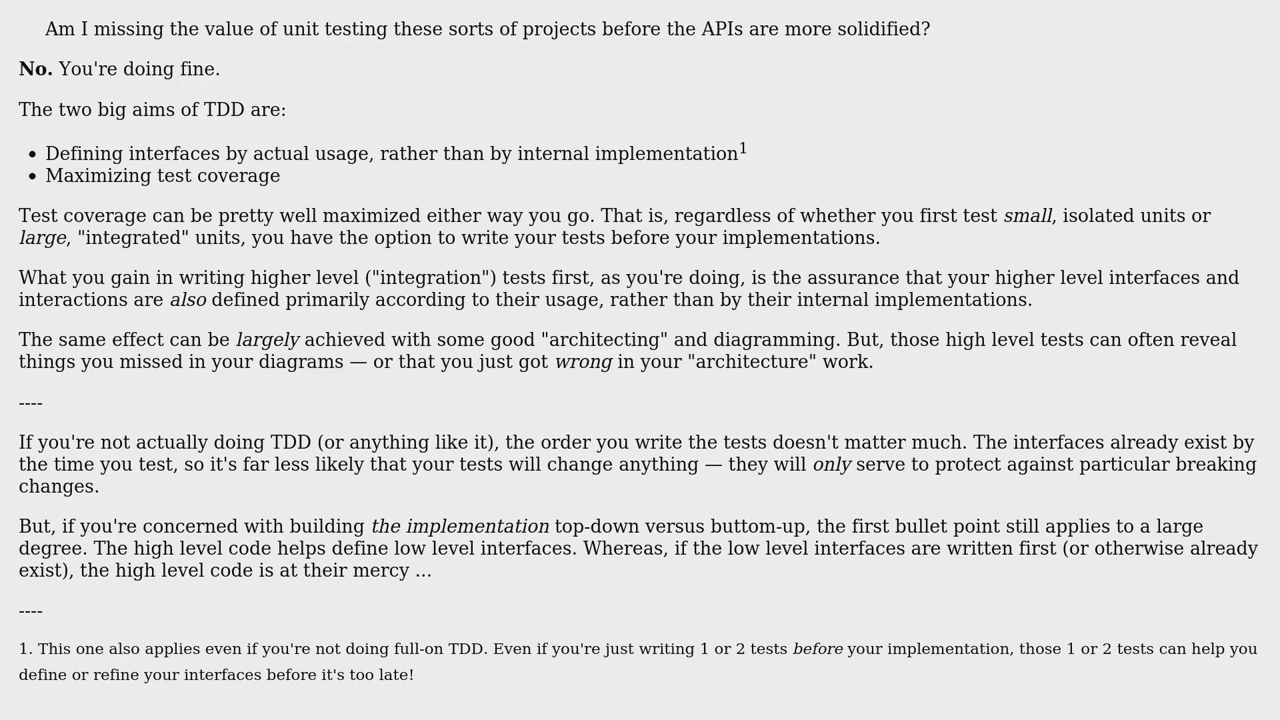 Am I missing the value of unit testing these sorts of projects before the APIs are more solidified?
No. You're doing fine.
The two big aims of TDD are:
• Defining interfaces by actual usage, rather than by internal implementation1
• Maximizing test coverage
Test coverage can be pretty well maximized either way you go. That is, regardless of whether you first test small, isolated units or
large, "integrated" units, you have the option to write your tests before your implementations.
What you gain in writing higher level ("integration") tests first, as you're doing, is the assurance that your higher level interfaces and
interactions are also defined primarily according to their usage, rather than by their internal implementations.
The same effect can be largely achieved with some good "architecting" and diagramming. But, those high level tests can often reveal
things you missed in your diagrams — or that you just got wrong in your "architecture" work.
----
If you're not actually doing TDD (or anything like it), the order you write the tests doesn't matter much. The interfaces already exist by
the time you test, so it's far less likely that your tests will change anything — they will only serve to protect against particular breaking
changes.
But, if you're concerned with building the implementation top-down versus buttom-up, the first bullet point still applies to a large
degree. The high level code helps define low level interfaces. Whereas, if the low level interfaces are written first (or otherwise already
exist), the high level code is at their mercy ...
----
1. This one also applies even if you're not doing full-on TDD. Even if you're just writing 1 or 2 tests before your implementation, those 1 or 2 tests can help you
define or refine your interfaces before it's too late!